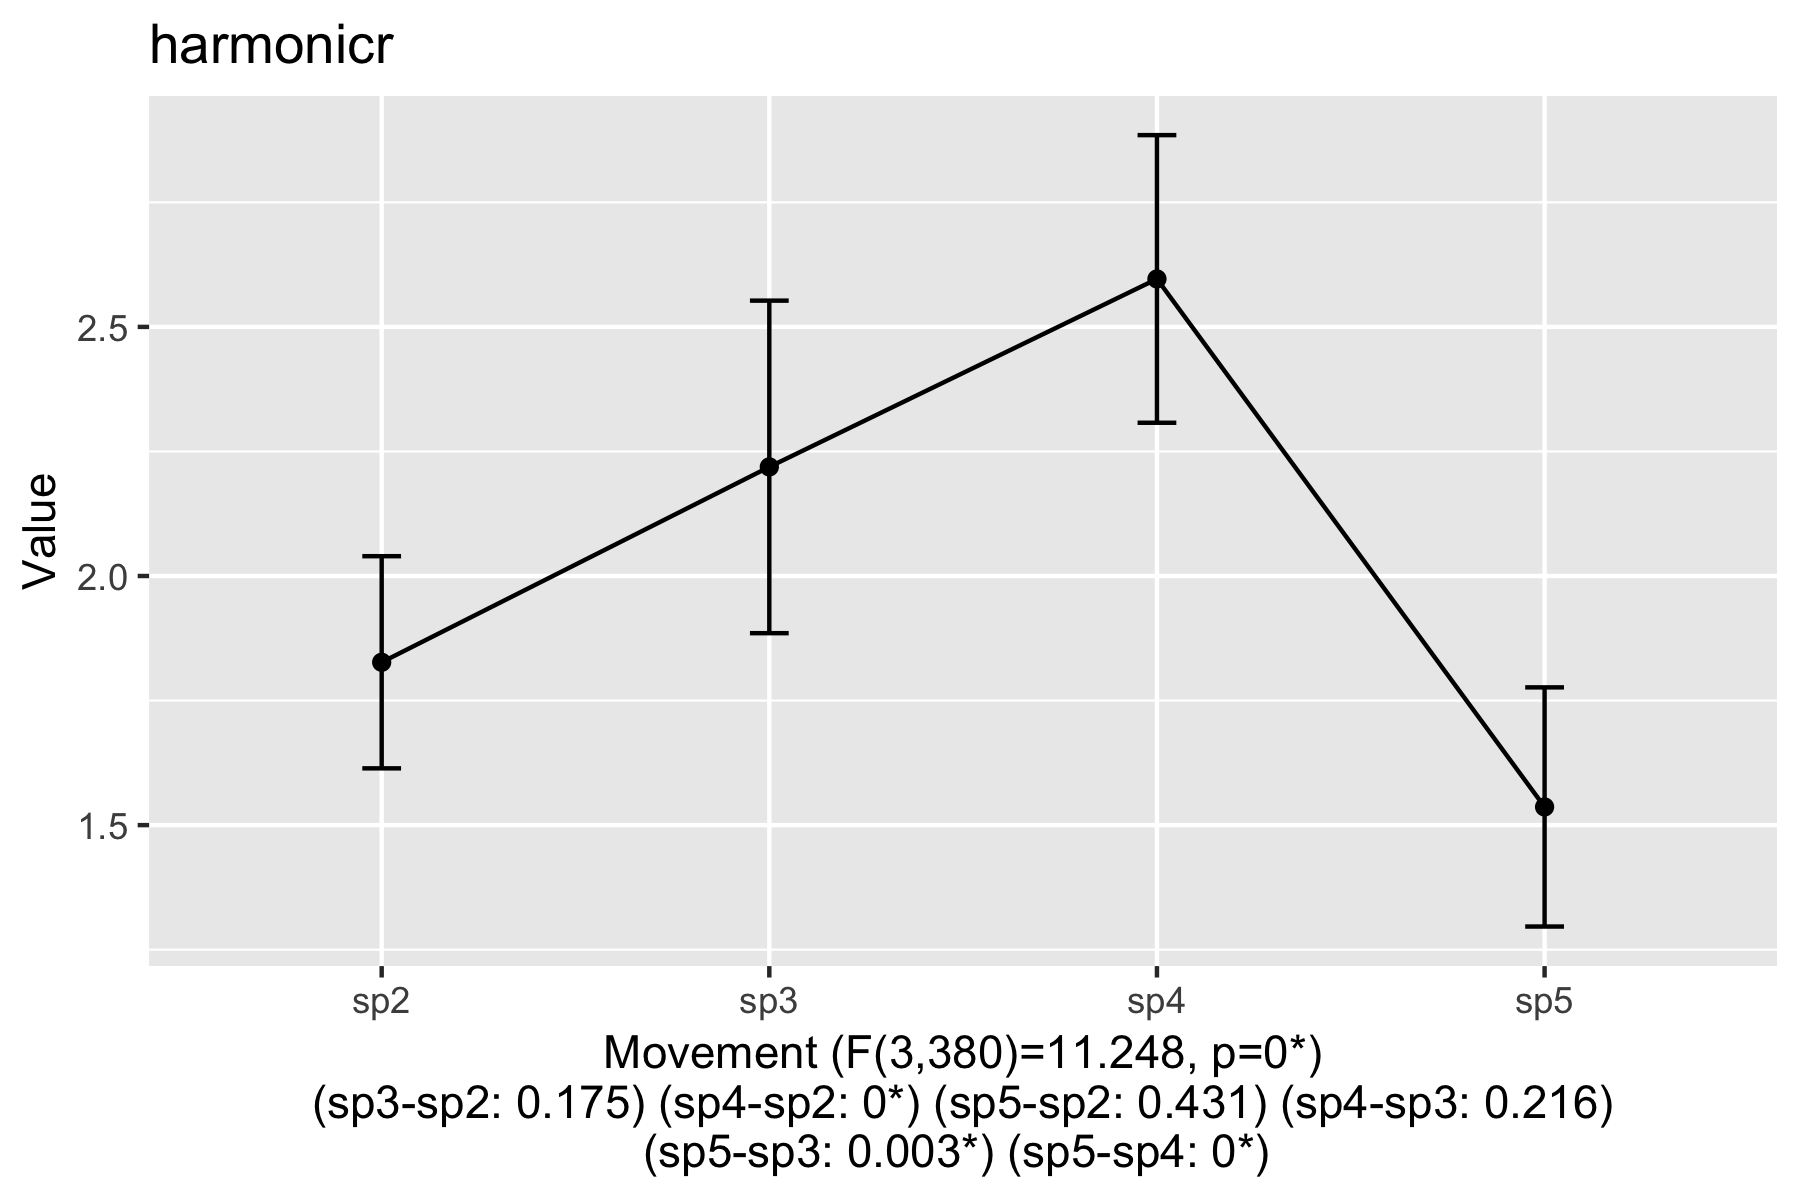 harmonicr
Value
2.5
2.0
1.5
sp2 sp3 sp4 sp5
Movement (F(3,380)=11.248, p=0*)
(sp3-sp2: 0.175) (sp4-sp2: 0*) (sp5-sp2: 0.431) (sp4-sp3: 0.216)
(sp5-sp3: 0.003*) (sp5-sp4: 0*)